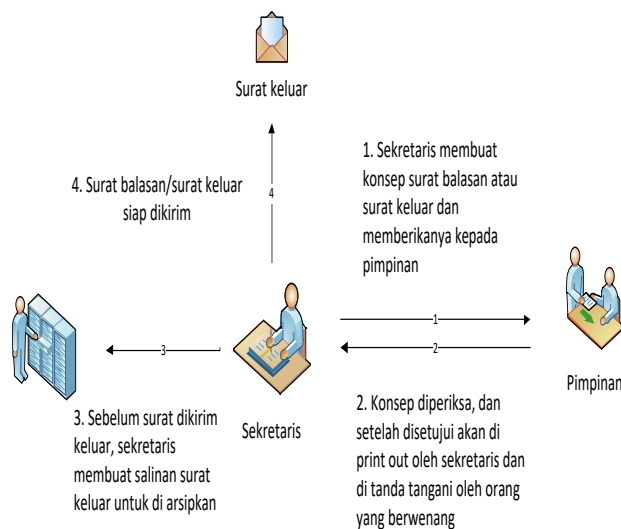 Surat keluar
1. Sekretaris membuat
konsep surat balasan atau
surat keluar dan
memberikanya kepada
pimpinan
4. Surat balasan/surat keluar
siap dikirim
4
1
3
2
Pimpinan
Sekretaris
2. Konsep diperiksa, dan
setelah disetujui akan di
print out oleh sekretaris dan
di tanda tangani oleh orang
yang berwenang
3. Sebelum surat dikirim
keluar, sekretaris
membuat salinan surat
keluar untuk di arsipkan